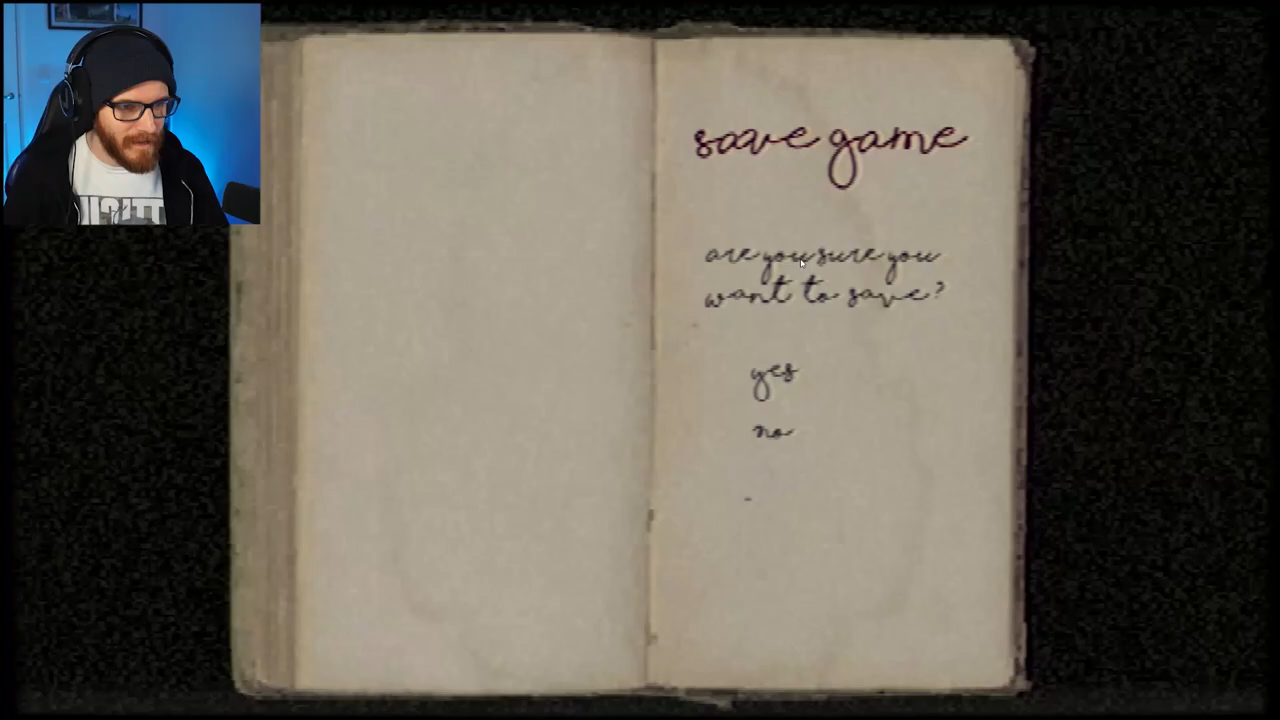 save game
are you sure you
want to save?
yes
no